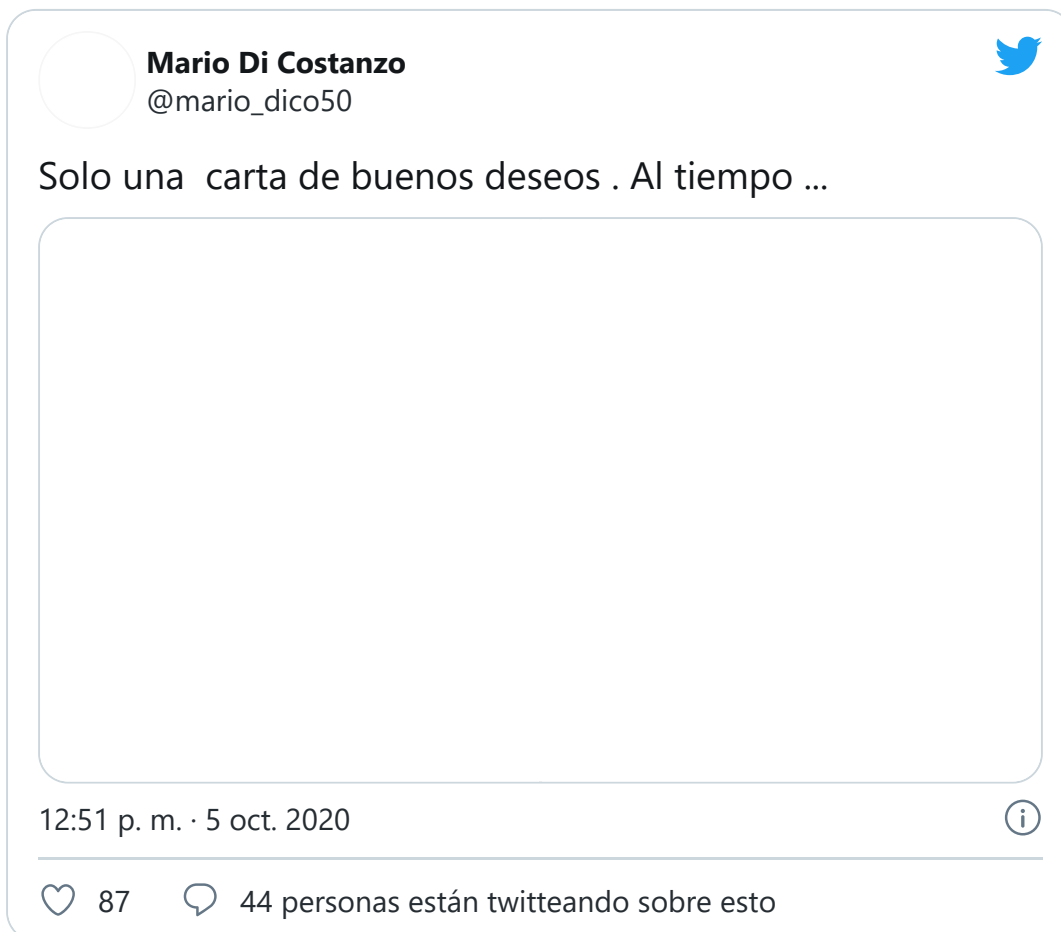 Mario Di Costanzo
@mario_dico50
Solo una  carta de buenos deseos . Al tiempo ...
12:51 p. m. · 5 oct. 2020
87 44 personas están twitteando sobre esto